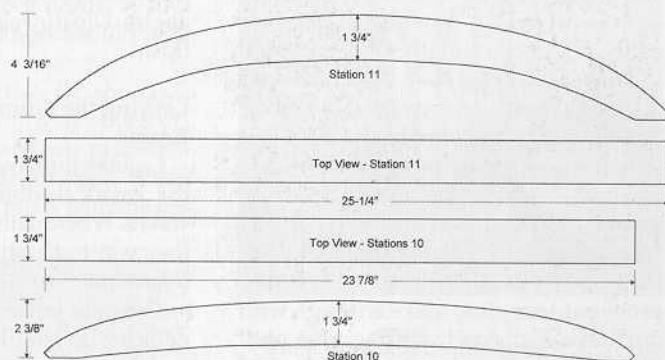 1 3/4"
4 3/16"
Station 11
1 3/4"
Top View - Station 11
25-1/4"
1 3/4"
Top View - Stations 10
23 7/8"
2 3/8"
1 3/4"
Station 10